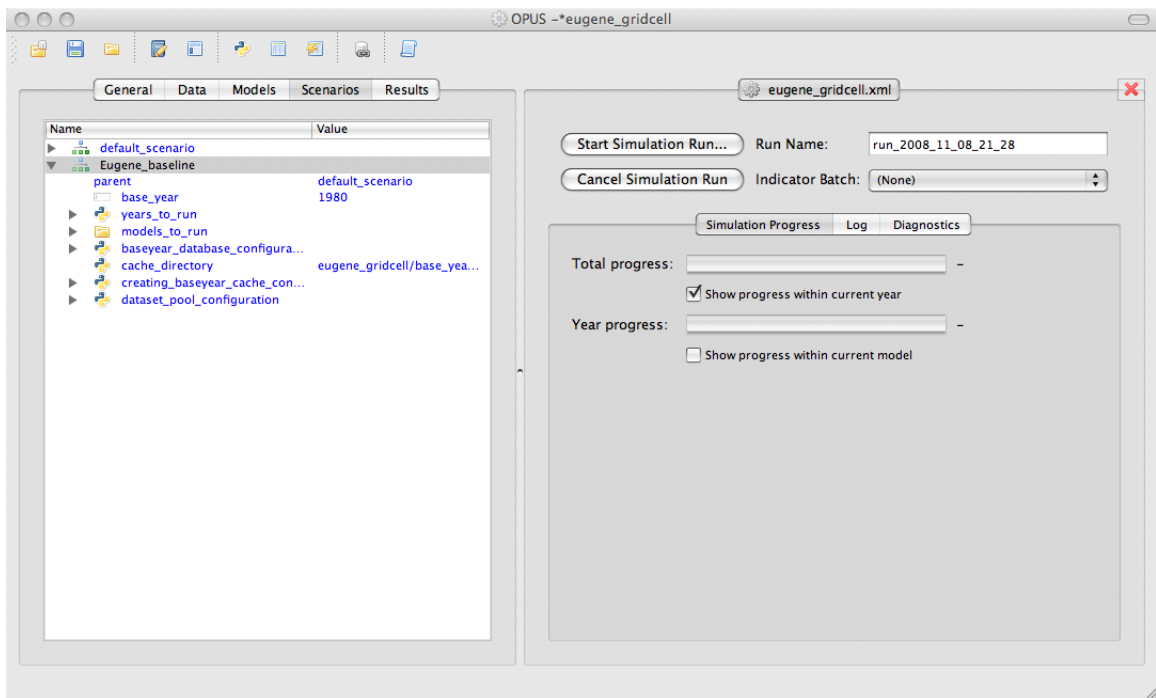 OPUS -*eugene_gridcell
General Data Models Scenarios Results
Name Value
default_scenario
Eugene_baseline
parent default_scenario
base_year 1980
years_to_run
models_to_run
baseyear_database_configura...
cache_directory eugene_gridcell/base_yea...
creating_baseyear_cache_con...
dataset_pool_configuration
eugene_gridcell.xml
Start Simulation Run... Run Name: run_2008_11_08_21_28
Cancel Simulation Run Indicator Batch: (None)
Simulation Progress Log Diagnostics
Total progress: -
Show progress within current year
Year progress: -
Show progress within current model